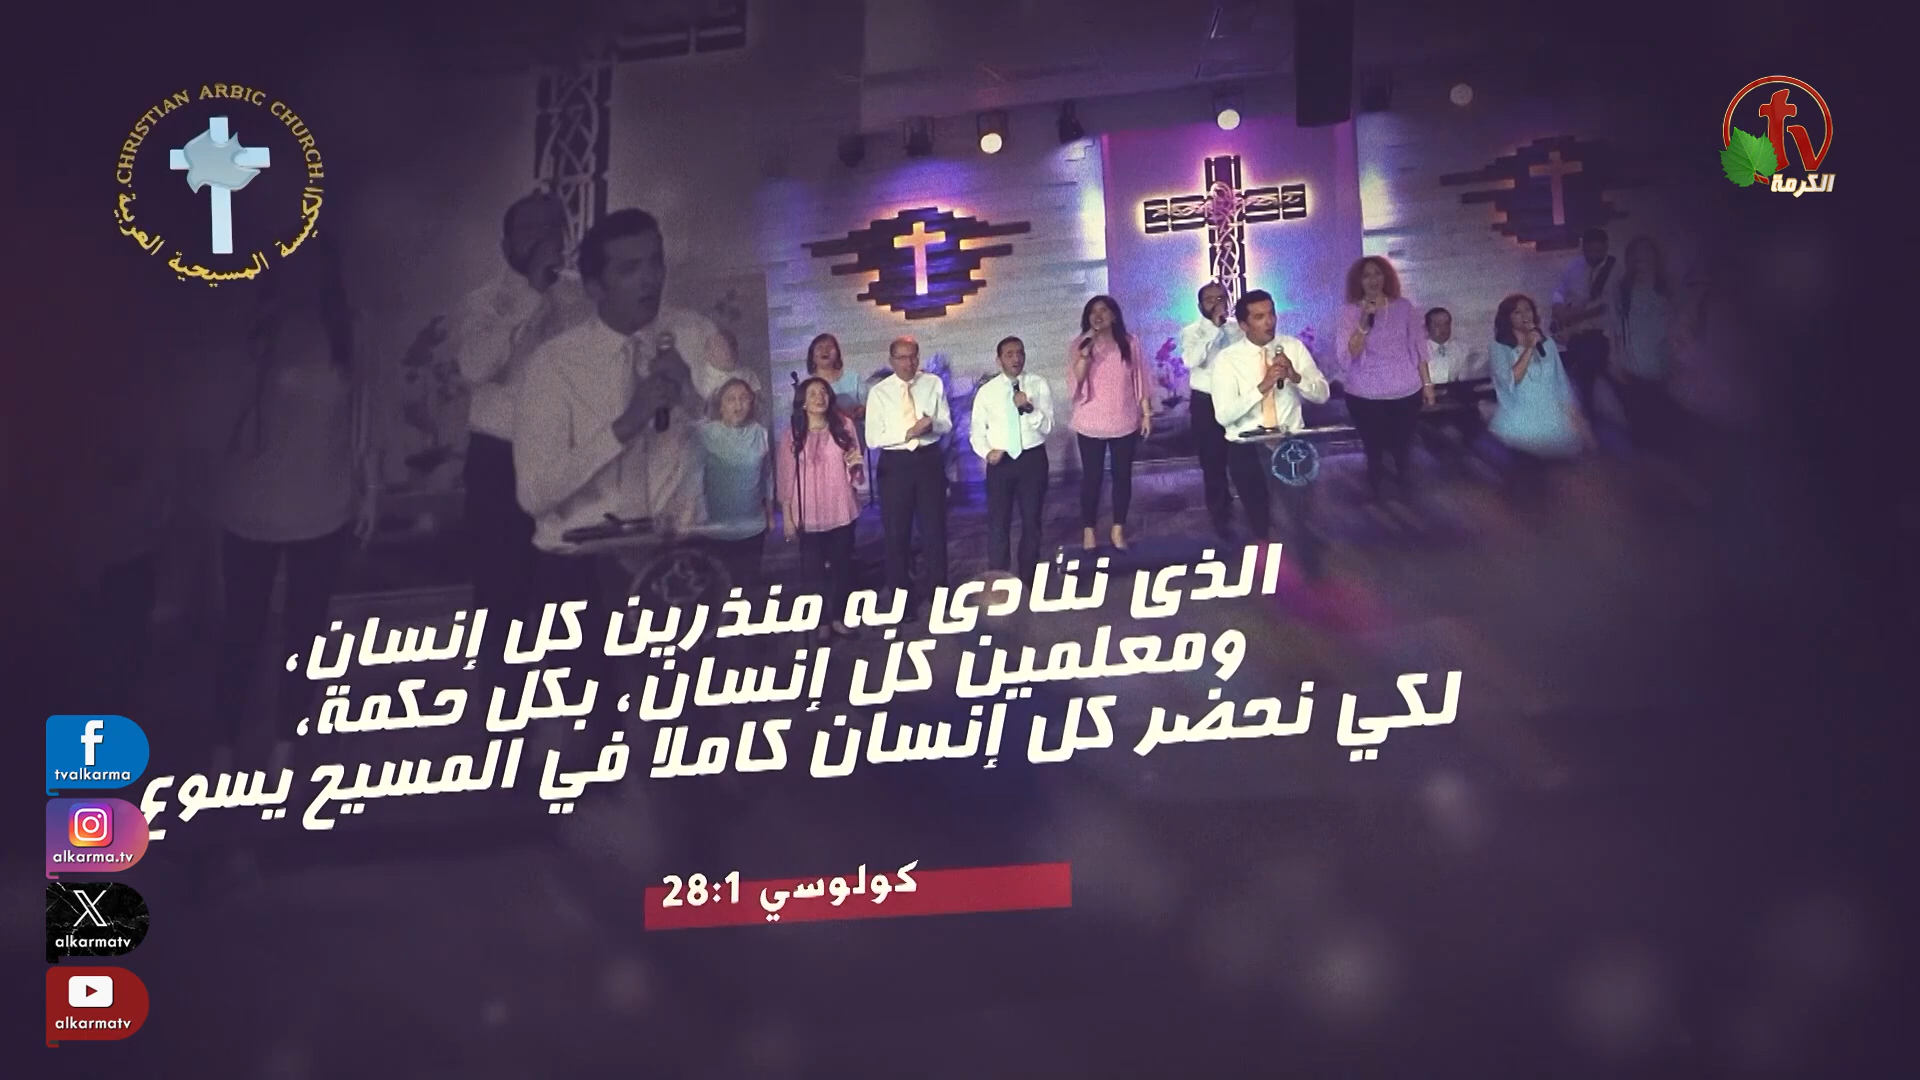 CHRISTIAN ARBIC CHURCH
الكنيسة المسيحية العربية
tv
الكرمة
الذى ننادى به منذرين كل إنسان،
ومعلمين كل إنسان، بكل حكمة،
لكي نحضر كل إنسان كاملا في المسيح يسوع
كولوسي 28:1
tvalkarma
alkarma.tv
alkarmatv
alkarmatv